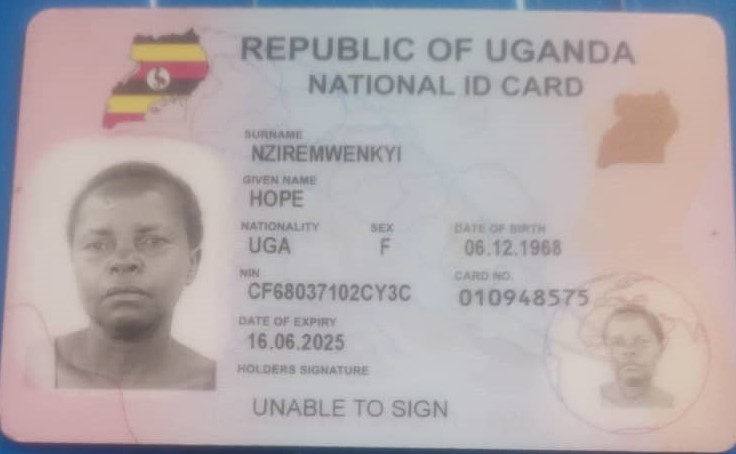 REPUBLIC OF UGANDA
NATIONAL ID CARD
SURNAME
NZIREMWENKYI
GIVEN NAME
HOPE
NATIONALITY SEX DATE OF BIRTH
UGA F 06.12.1968
NIN CARD NO.
CF68037102CY3C 010948575
DATE OF EXPIRY
16.06.2025
HOLDERS SIGNATURE
UNABLE TO SIGN